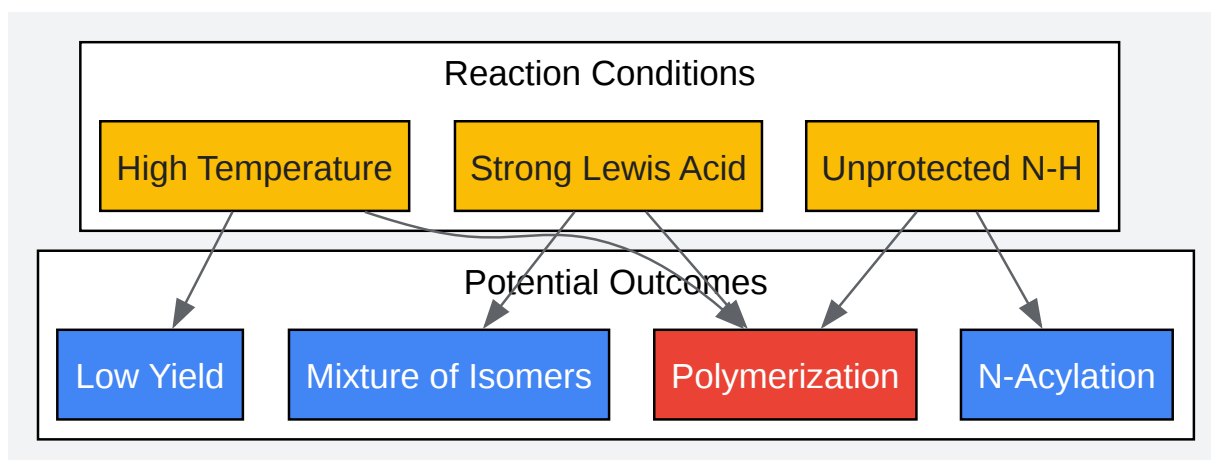 Reaction Conditions
High Temperature
Strong Lewis Acid
Unprotected N-H
Potential Outcomes
Low Yield
Mixture of Isomers
Polymerization
N-Acylation